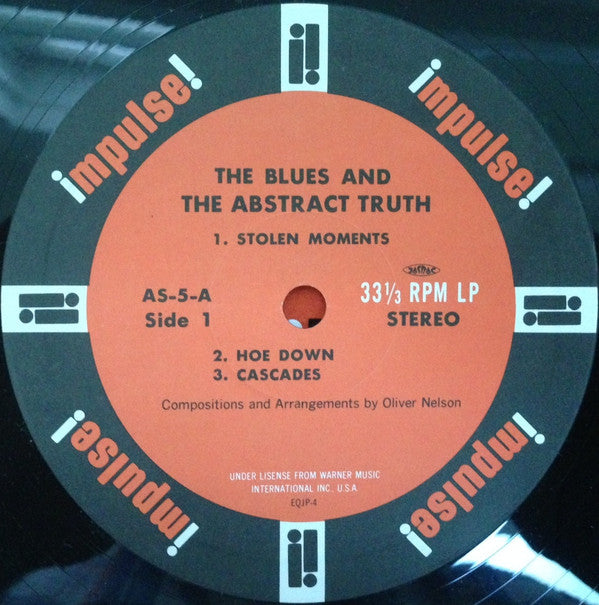 impulse!
impulse!
THE BLUES AND
THE ABSTRACT TRUTH
1. STOLEN MOMENTS
AS-5-A
Side 1
JASRAC
33⅓ RPM LP
STEREO
2. HOE DOWN
3. CASCADES
Compositions and Arrangements by Oliver Nelson
UNDER LISENSE FROM WARNER MUSIC
INTERNATIONAL INC, U.S.A.
EQJP-4
impulse!
impulse!